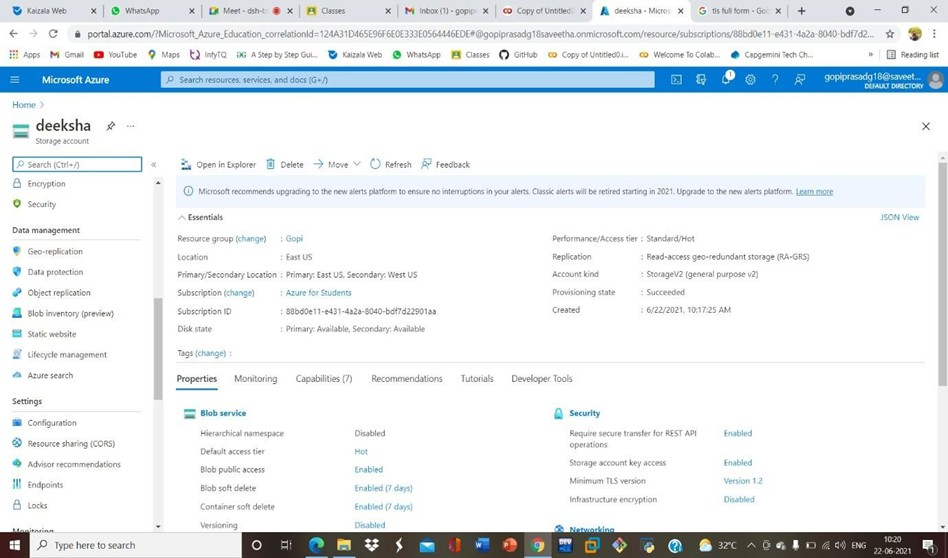 Kaizala Web
WhatsApp
Meet - dsh-b
Classes
Inbox (1) - gopipr
Copy of Untitled
deeksha - Micros
tls full form - Goo
portal.azure.com/?Microsoft_Azure_Education_correlationId=124A31D465E96F6E0E333E0564446EDE#@gopiprasadg18saveetha.onmicrosoft.com/resource/subscriptions/88bd0e11-e431-4a2a-8040-bdf7d2...
Apps
Gmail
YouTube
Maps
InfyTQ
A Step by Step Gui...
Kaizala Web
WhatsApp
Classes
GitHub
Copy of Untitled0.i...
Welcome To Colab...
Capgemini Tech Ch...
»
Reading list
Microsoft Azure
Search resources, services, and docs (G+/)
1
gopiprasadg18@saveet...
DEFAULT DIRECTORY
Home >
deeksha
...
Storage account
Search (Ctrl+/)
«
Open in Explorer
Delete
Move
Refresh
Feedback
Encryption
Security
Data management
Geo-replication
Data protection
Object replication
Blob inventory (preview)
Static website
Lifecycle management
Azure search
Settings
Configuration
Resource sharing (CORS)
Advisor recommendations
Endpoints
Locks
Monitoring
Microsoft recommends upgrading to the new alerts platform to ensure no interruptions in your alerts. Classic alerts will be retired starting in 2021. Upgrade to the new alerts platform. Learn more
Essentials
JSON View
Resource group (change) : Gopi
Location : East US
Primary/Secondary Location : Primary: East US, Secondary: West US
Subscription (change) : Azure for Students
Subscription ID : 88bd0e11-e431-4a2a-8040-bdf7d22901aa
Disk state : Primary: Available, Secondary: Available
Performance/Access tier : Standard/Hot
Replication : Read-access geo-redundant storage (RA-GRS)
Account kind : StorageV2 (general purpose v2)
Provisioning state : Succeeded
Created : 6/22/2021, 10:17:25 AM
Tags (change) :
Properties
Monitoring
Capabilities (7)
Recommendations
Tutorials
Developer Tools
Blob service
Hierarchical namespace Disabled
Default access tier Hot
Blob public access Enabled
Blob soft delete Enabled (7 days)
Container soft delete Enabled (7 days)
Versioning Disabled
Security
Require secure transfer for REST API Enabled
operations
Storage account key access Enabled
Minimum TLS version Version 1.2
Infrastructure encryption Disabled
Networking
Type here to search
32°C
ENG
10:20
22-06-2021